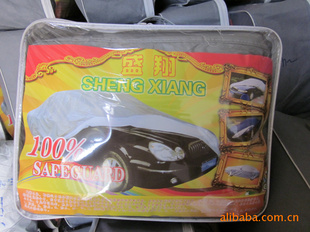 盛翔
SHENG XIANG
100%
SAFEGUARD
alibaba.com.cn